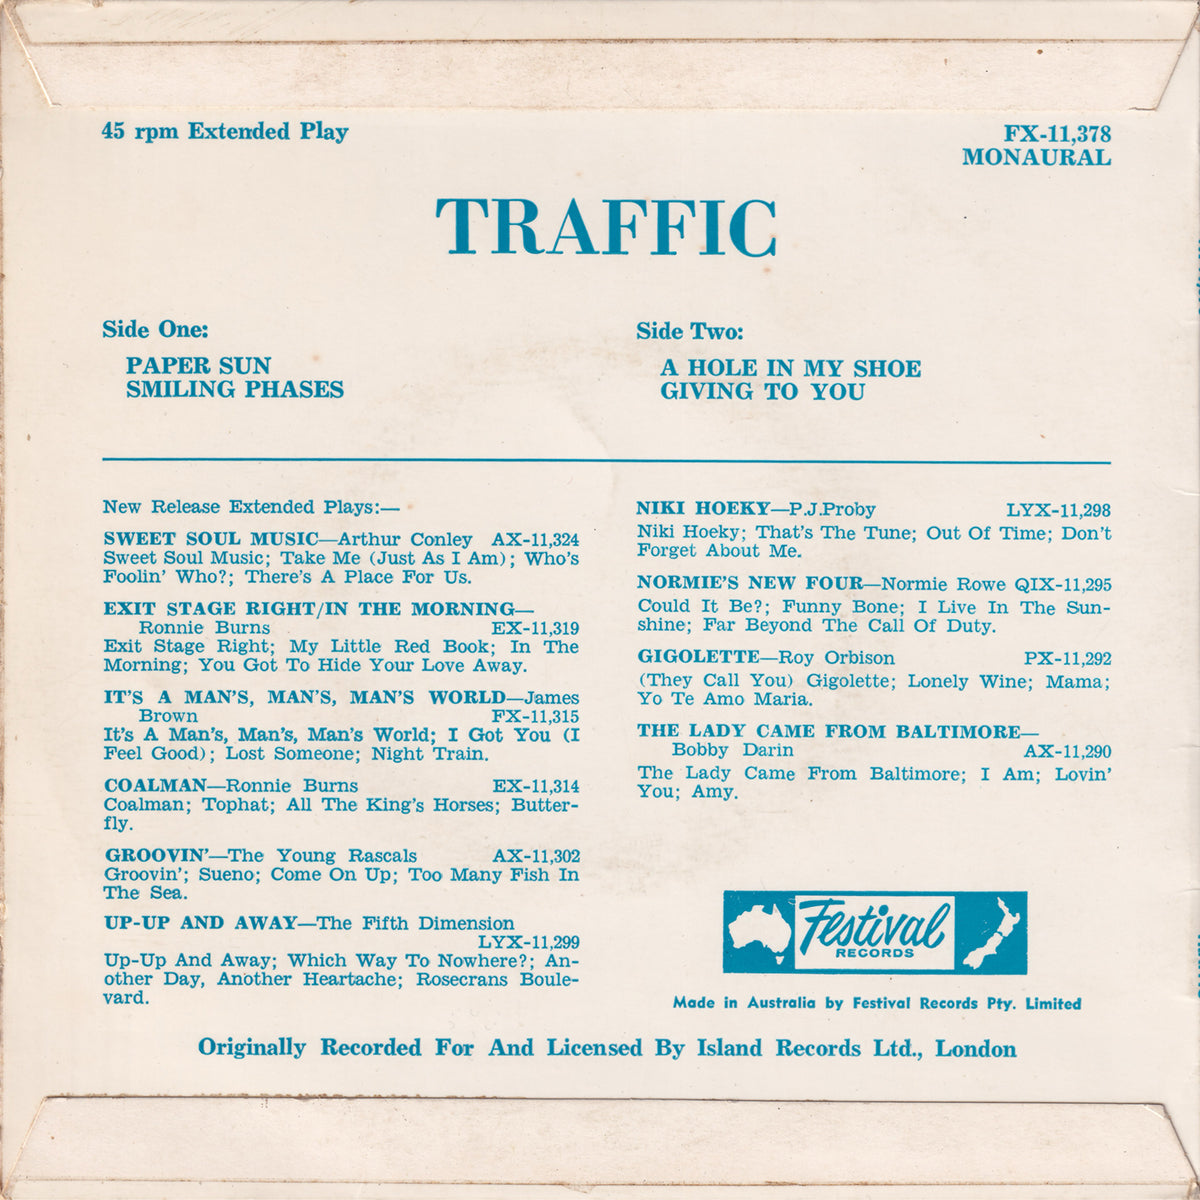 45 rpm Extended Play
FX-11,378
MONAURAL
TRAFFIC
Side One:
PAPER SUN
SMILING PHASES
Side Two:
A HOLE IN MY SHOE
GIVING TO YOU
New Release Extended Plays:—
SWEET SOUL MUSIC—Arthur Conley AX-11,324
Sweet Soul Music; Take Me (Just As I Am); Who's
Foolin' Who?; There's A Place For Us.
EXIT STAGE RIGHT/IN THE MORNING—
Ronnie Burns EX-11,319
Exit Stage Right; My Little Red Book; In The
Morning; You Got To Hide Your Love Away.
IT'S A MAN'S, MAN'S, MAN'S WORLD—James
Brown FX-11,315
It's A Man's, Man's, Man's World; I Got You (I
Feel Good); Lost Someone; Night Train.
COALMAN—Ronnie Burns EX-11,314
Coalman; Tophat; All The King's Horses; Butter-
fly.
GROOVIN'—The Young Rascals AX-11,302
Groovin'; Sueno; Come On Up; Too Many Fish In
The Sea.
UP-UP AND AWAY—The Fifth Dimension
LYX-11,299
Up-Up And Away; Which Way To Nowhere?; An-
other Day, Another Heartache; Rosecrans Boule-
vard.
NIKI HOEKY—P.J.Proby LYX-11,298
Niki Hoeky; That's The Tune; Out Of Time; Don't
Forget About Me.
NORMIE'S NEW FOUR—Normie Rowe QIX-11,295
Could It Be?; Funny Bone; I Live In The Sun-
shine; Far Beyond The Call Of Duty.
GIGOLETTE—Roy Orbison PX-11,292
(They Call You) Gigolette; Lonely Wine; Mama;
Yo Te Amo Maria.
THE LADY CAME FROM BALTIMORE—
Bobby Darin AX-11,290
The Lady Came From Baltimore; I Am; Lovin'
You; Amy.
Festival
RECORDS
Made in Australia by Festival Records Pty. Limited
Originally Recorded For And Licensed By Island Records Ltd., London